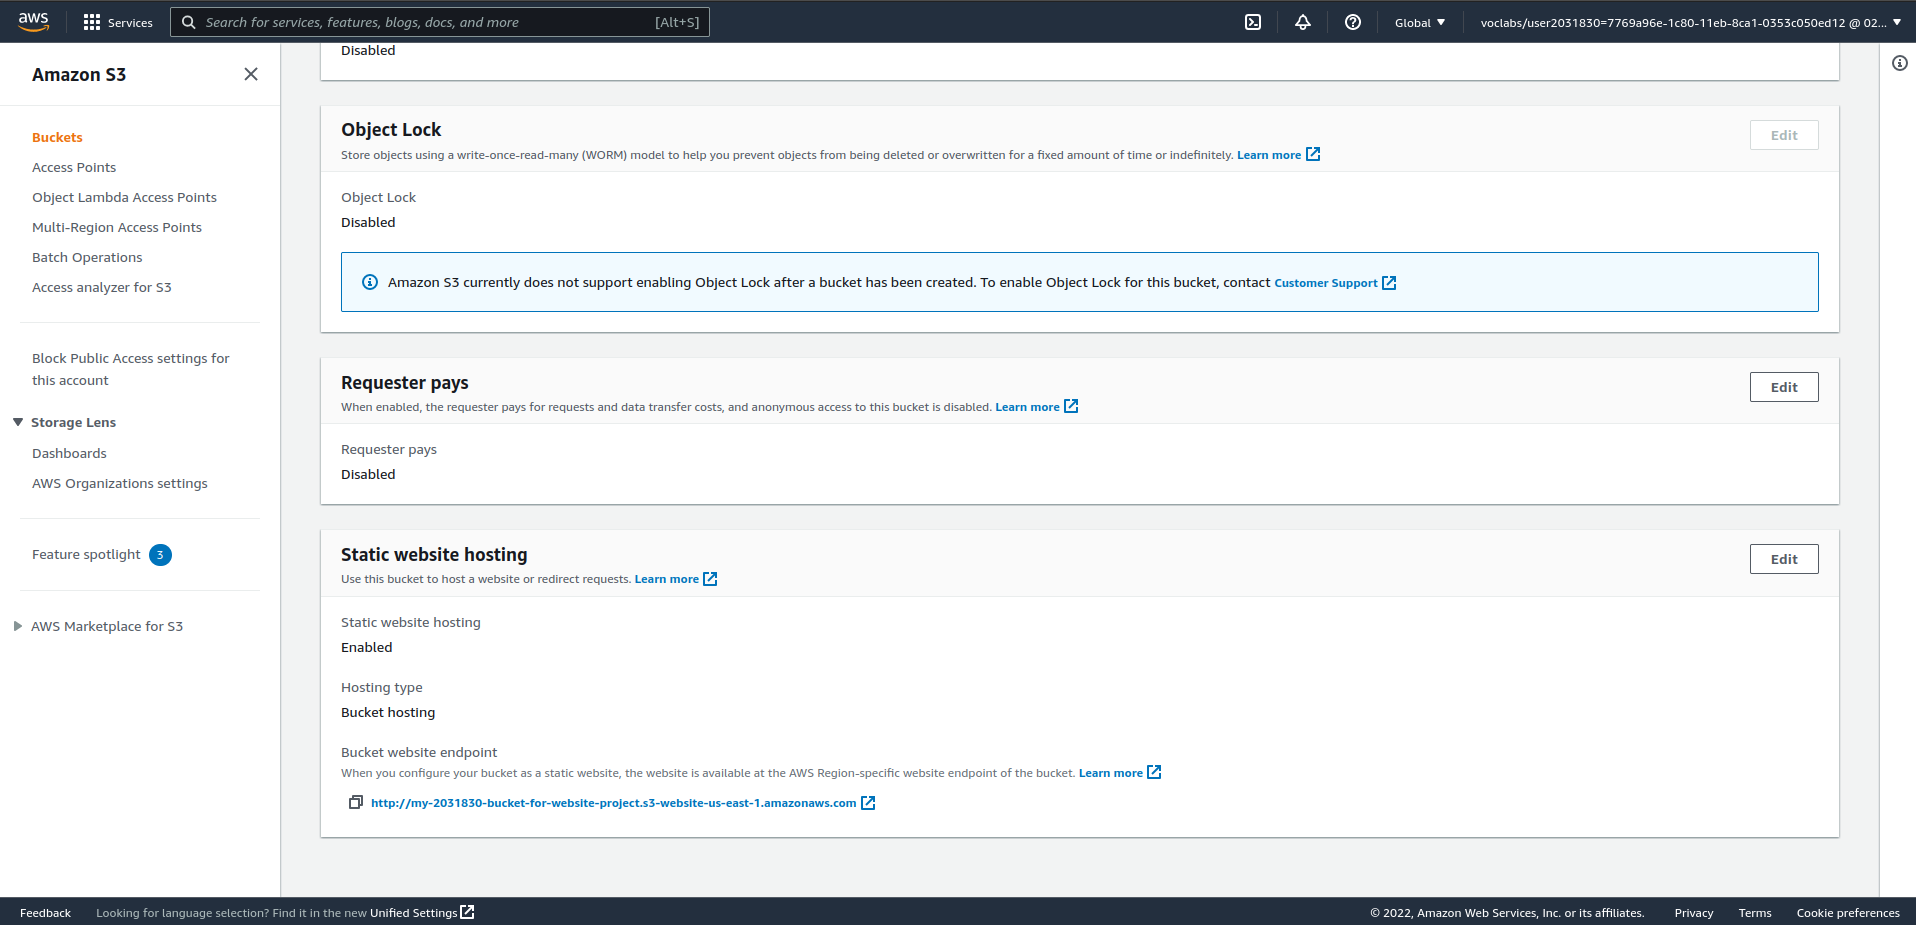 aws
Services
Search for services, features, blogs, docs, and more
[Alt+S]
Global
voclabs/user2031830=7769a96e-1c80-11eb-8ca1-0353c050ed12 @ 02...
Amazon S3
Buckets
Access Points
Object Lambda Access Points
Multi-Region Access Points
Batch Operations
Access analyzer for S3
Block Public Access settings for
this account
Storage Lens
Dashboards
AWS Organizations settings
Feature spotlight 3
AWS Marketplace for S3
Disabled
Object Lock
Edit
Store objects using a write-once-read-many (WORM) model to help you prevent objects from being deleted or overwritten for a fixed amount of time or indefinitely. Learn more
Object Lock
Disabled
Amazon S3 currently does not support enabling Object Lock after a bucket has been created. To enable Object Lock for this bucket, contact Customer Support
Requester pays
Edit
When enabled, the requester pays for requests and data transfer costs, and anonymous access to this bucket is disabled. Learn more
Requester pays
Disabled
Static website hosting
Edit
Use this bucket to host a website or redirect requests. Learn more
Static website hosting
Enabled
Hosting type
Bucket hosting
Bucket website endpoint
When you configure your bucket as a static website, the website is available at the AWS Region-specific website endpoint of the bucket. Learn more
http://my-2031830-bucket-for-website-project.s3-website-us-east-1.amazonaws.com
Feedback
Looking for language selection? Find it in the new Unified Settings
© 2022, Amazon Web Services, Inc. or its affiliates.
Privacy
Terms
Cookie preferences